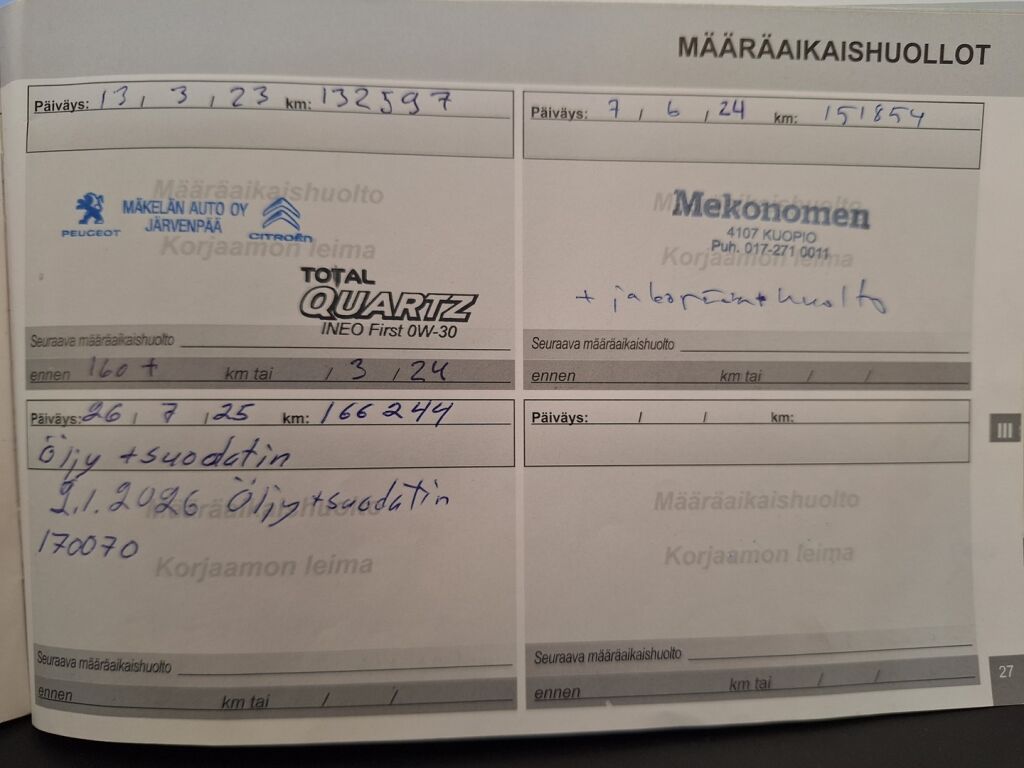 MÄÄRÄAIKAISHUOLLOT
Päiväys: 13 / 3 / 23 km: 132597
Määräaikaishuolto
PEUGEOT
MÄKELÄN AUTO OY
JÄRVENPÄÄ
CITROËN
Korjaamon leima
TOTAL
QUARTZ
INEO First 0W-30
Seuraava määräaikaishuolto
ennen 160 + km tai / 3 / 24
Päiväys: 7 / 6 / 24 km: 151854
Määräaikaishuolto
Mekonomen
4107 KUOPIO
Puh. 017-271 0011
Korjaamon leima
+ jakopään huolto
Seuraava määräaikaishuolto
ennen km tai / /
Päiväys: 26 / 7 / 25 km: 166244
Öljy + suodatin
2.1.2026 Öljy + suodatin
Määräaikaishuolto
170070
Korjaamon leima
Seuraava määräaikaishuolto
ennen km tai / /
Päiväys: / / km:
Määräaikaishuolto
Korjaamon leima
Seuraava määräaikaishuolto
ennen km tai / /
III
27